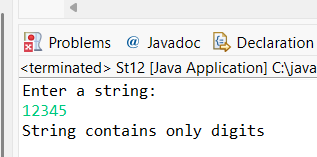 Problems @ Javadoc Declaration
<terminated> St12 [Java Application] C:\java
Enter a string:
12345
String contains only digits